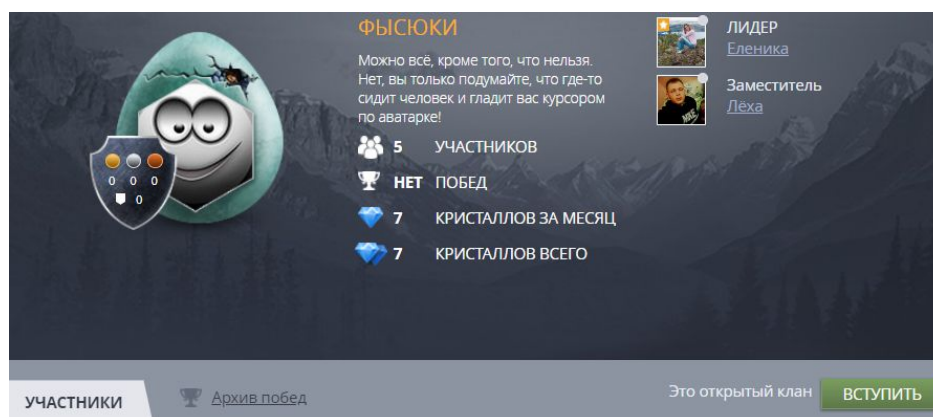 ФЫСЮКИ
Можно всё, кроме того, что нельзя.
Нет, вы только подумайте, что где-то
сидит человек и гладит вас курсором
по аватарке!
5 УЧАСТНИКОВ
НЕТ ПОБЕД
7 КРИСТАЛЛОВ ЗА МЕСЯЦ
7 КРИСТАЛЛОВ ВСЕГО
ЛИДЕР
Еленика
Заместитель
Лёха
0 0 0
0
УЧАСТНИКИ
Архив побед
Это открытый клан
ВСТУПИТЬ